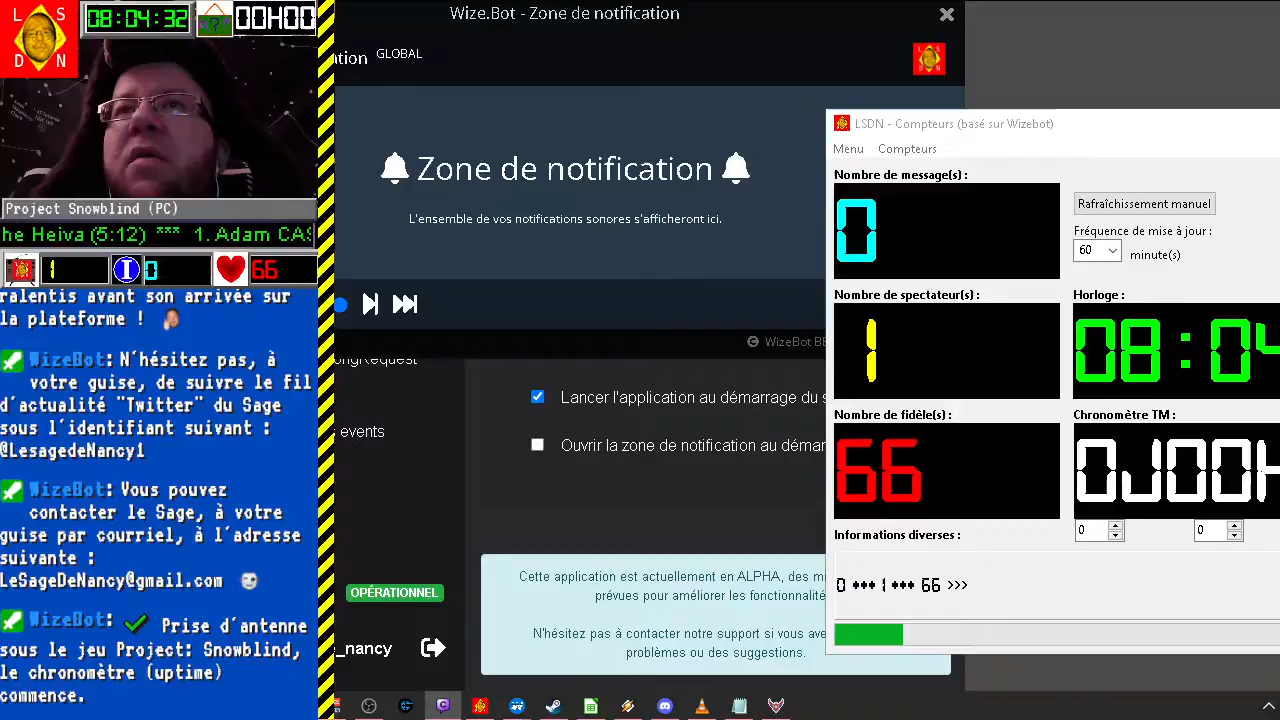 L S
D N
08:04:32
00H00
Project Snowblind (PC)
he Heiva (5:12) *** 1. Adam CAS
1
0
66
ralentis avant son arrivée sur
la plateforme !
WizeBot: N'hésitez pas, à
votre guise, de suivre le fil
d'actualité "Twitter" du Sage
sous l'identifiant suivant :
@LesagedeNancy1
WizeBot: Vous pouvez
contacter le Sage, à votre
guise par courriel, à l'adresse
suivante :
LeSageDeNancy@gmail.com
WizeBot: Prise d'antenne
sous le jeu Project: Snowblind,
le chronomètre (uptime)
commence.
Wize.Bot - Zone de notification
ation GLOBAL
Zone de notification
L'ensemble de vos notifications sonores s'afficheront ici.
© WizeBot BE
ongRequest
events
Lancer l'application au démarrage du s
Ouvrir la zone de notification au démar
OPÉRATIONNEL
_nancy
Cette application est actuellement en ALPHA, des m
prévues pour améliorer les fonctionnalité
N'hésitez pas à contacter notre support si vous ave
problèmes ou des suggestions.
LSDN - Compteurs (basé sur Wizebot)
Menu Compteurs
Nombre de message(s) :
0
Rafraîchissement manuel
Fréquence de mise à jour :
60 minute(s)
Nombre de spectateur(s) :
1
Horloge :
08:04
Nombre de fidèle(s) :
66
Chronomètre TM :
0J00H
0 0
Informations diverses :
0 *** 1 *** 66 >>>